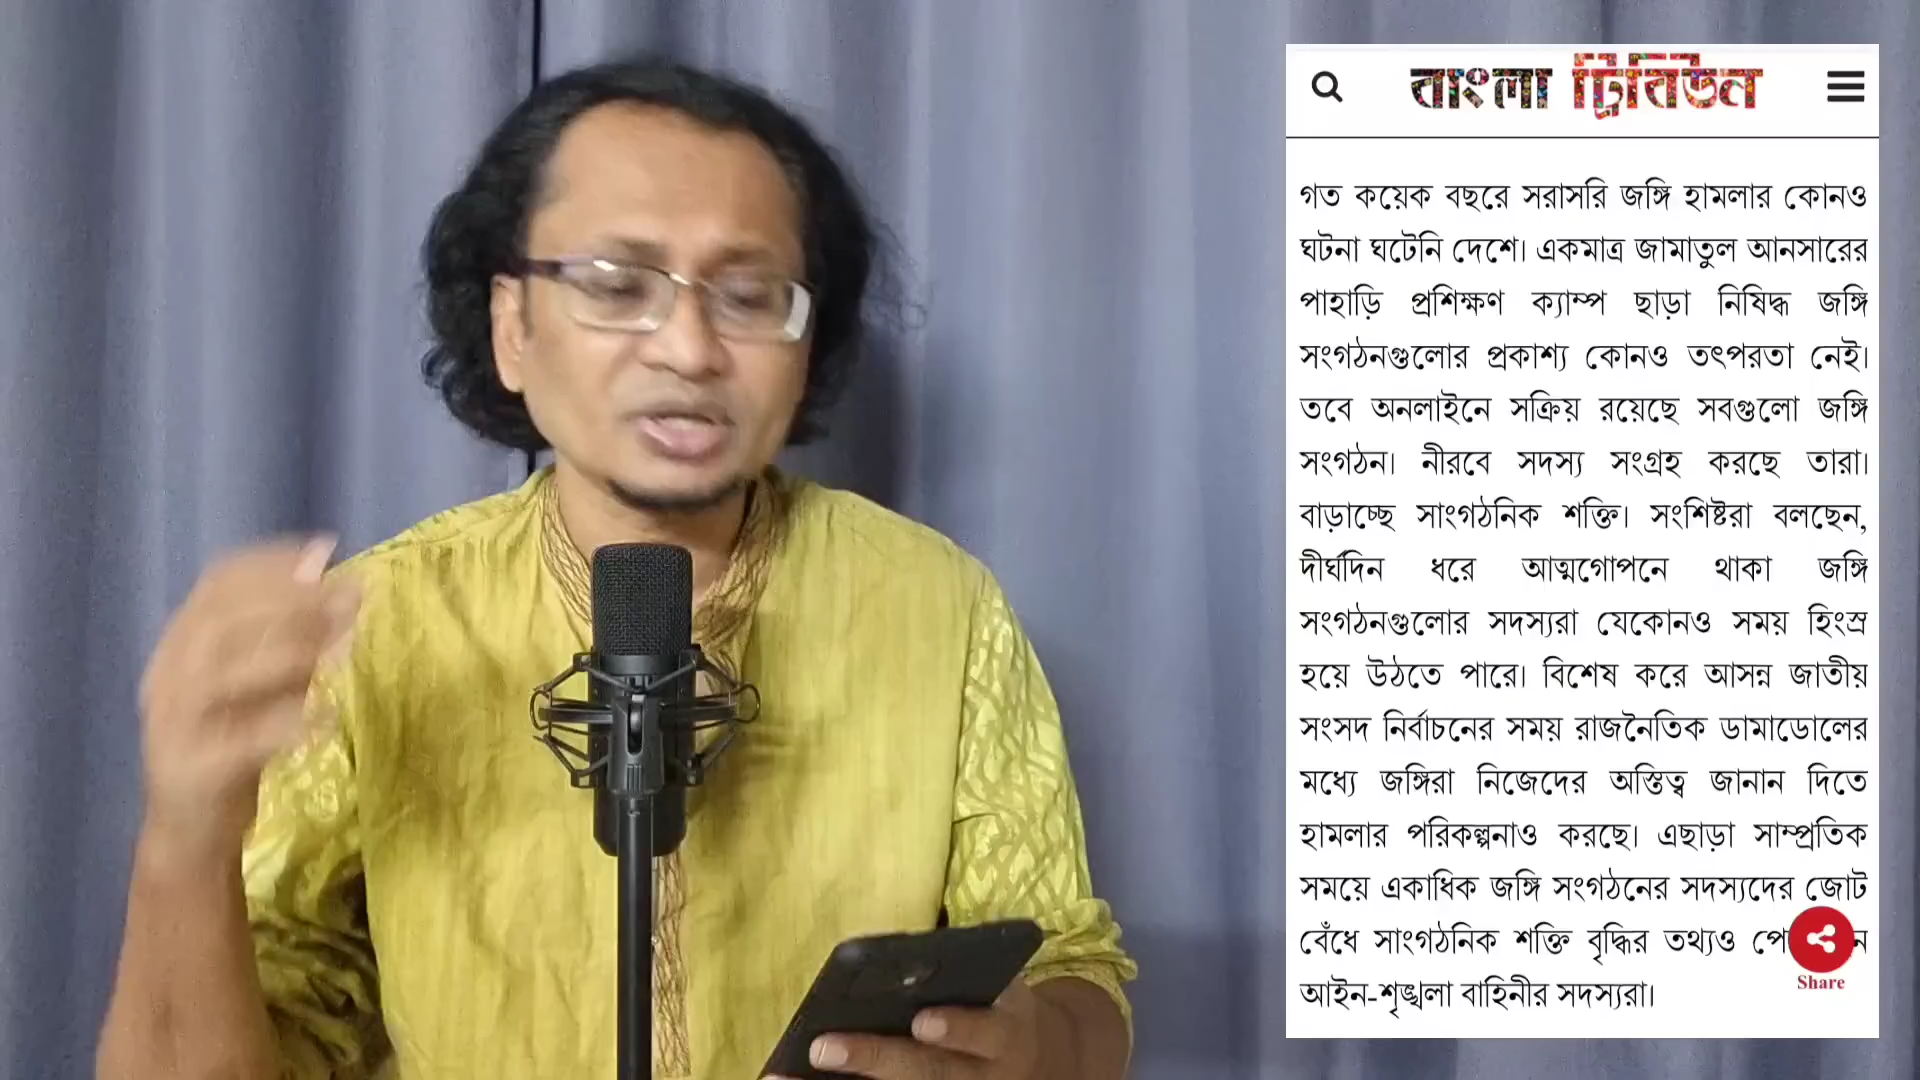 বাংলা ট্রিবিউন
গত কয়েক বছরে সরাসরি জঙ্গি হামলার কোনও
ঘটনা ঘটেনি দেশে। একমাত্র জামাতুল আনসারের
পাহাড়ি প্রশিক্ষণ ক্যাম্প ছাড়া নিষিদ্ধ জঙ্গি
সংগঠনগুলোর প্রকাশ্য কোনও তৎপরতা নেই।
তবে অনলাইনে সক্রিয় রয়েছে সবগুলো জঙ্গি
সংগঠন। নীরবে সদস্য সংগ্রহ করছে তারা।
বাড়াচ্ছে সাংগঠনিক শক্তি। সংশিষ্টরা বলছেন,
দীর্ঘদিন ধরে আত্মগোপনে থাকা জঙ্গি
সংগঠনগুলোর সদস্যরা যেকোনও সময় হিংস্র
হয়ে উঠতে পারে। বিশেষ করে আসন্ন জাতীয়
সংসদ নির্বাচনের সময় রাজনৈতিক ডামাডোলের
মধ্যে জঙ্গিরা নিজেদের অস্তিত্ব জানান দিতে
হামলার পরিকল্পনাও করছে। এছাড়া সাম্প্রতিক
সময়ে একাধিক জঙ্গি সংগঠনের সদস্যদের জোট
বেঁধে সাংগঠনিক শক্তি বৃদ্ধির তথ্যও
Share
আইন-শৃঙ্খলা বাহিনীর সদস্যরা।